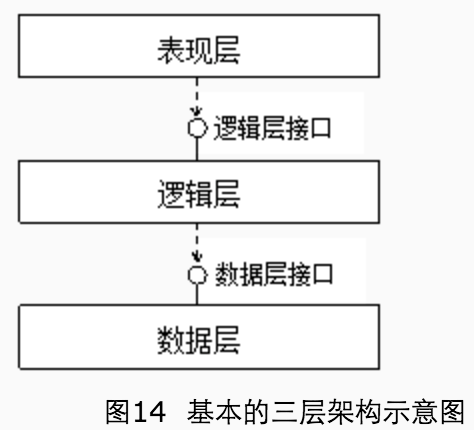 表现层
逻辑层接口
逻辑层
数据层接口
数据层
图14 基本的三层架构示意图